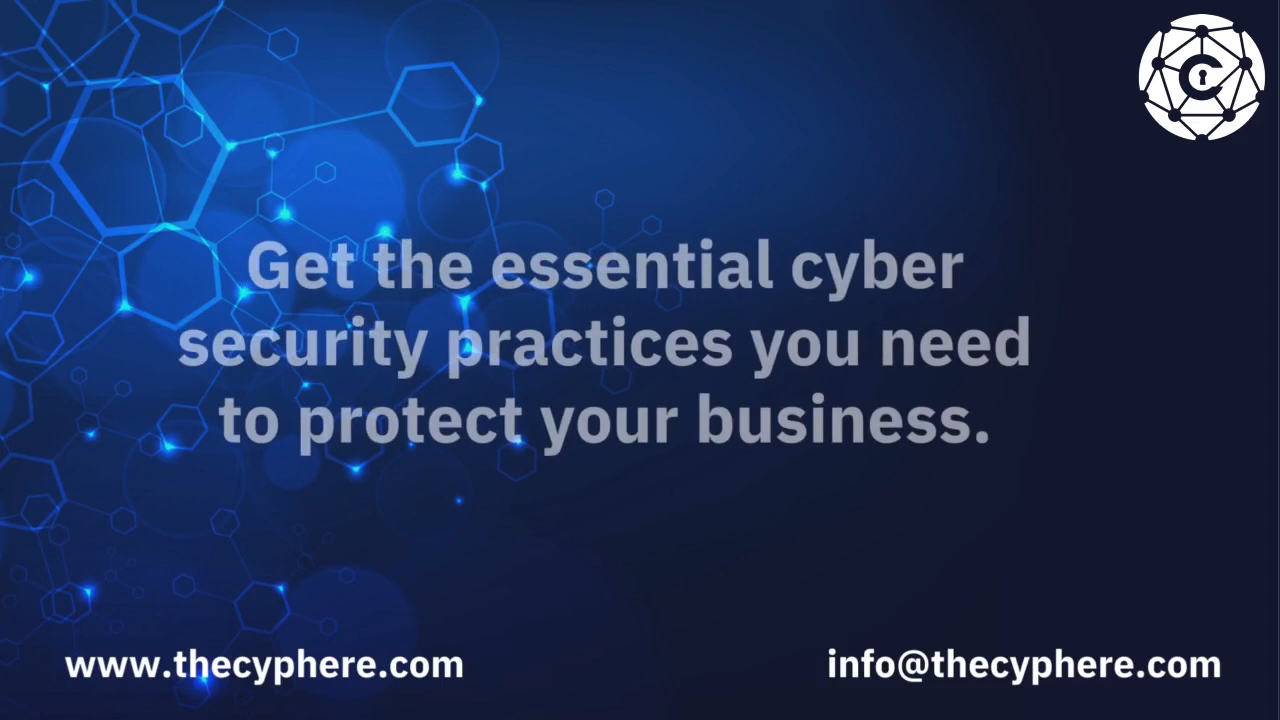 Get the essential cyber
security practices you need
to protect your business.
www.thecyphere.com
info@thecyphere.com